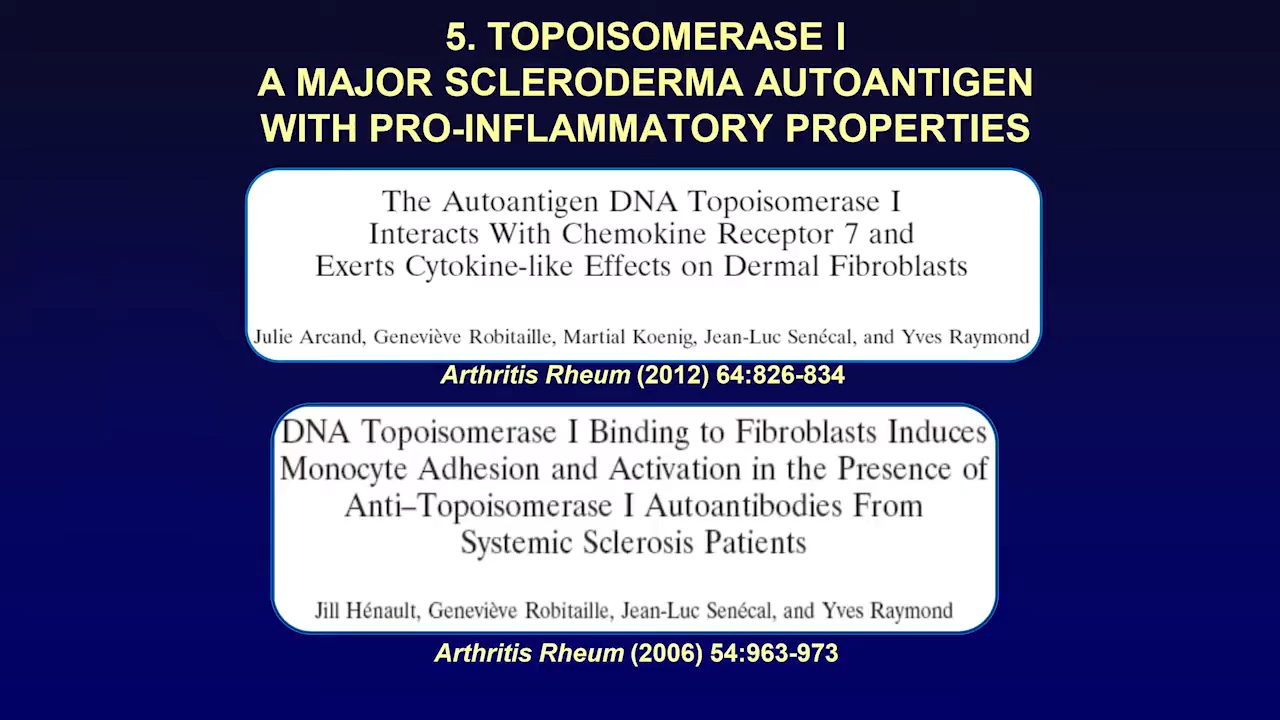 5. TOPOISOMERASE I
A MAJOR SCLERODERMA AUTOANTIGEN
WITH PRO-INFLAMMATORY PROPERTIES
The Autoantigen DNA Topoisomerase I
Interacts With Chemokine Receptor 7 and
Exerts Cytokine-like Effects on Dermal Fibroblasts
Julie Arcand, Geneviève Robitaille, Martial Koenig, Jean-Luc Senécal, and Yves Raymond
Arthritis Rheum (2012) 64:826-834
DNA Topoisomerase I Binding to Fibroblasts Induces
Monocyte Adhesion and Activation in the Presence of
Anti–Topoisomerase I Autoantibodies From
Systemic Sclerosis Patients
Jill Hénault, Geneviève Robitaille, Jean-Luc Senécal, and Yves Raymond
Arthritis Rheum (2006) 54:963-973